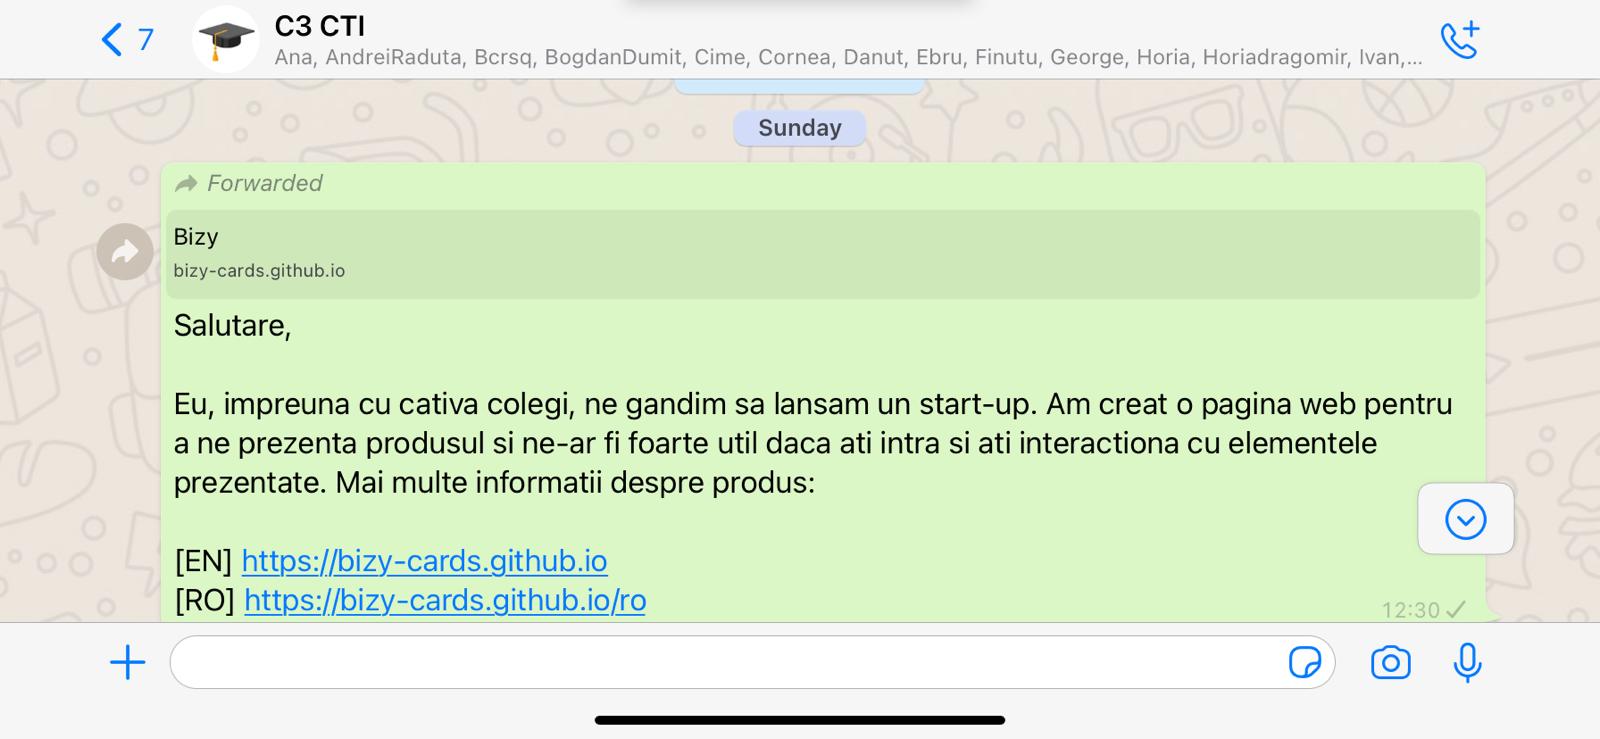 7
C3 CTI
Ana, AndreiRaduta, Bcrsq, BogdanDumit, Cime, Cornea, Danut, Ebru, Finutu, George, Horia, Horiadragomir, Ivan,...
Sunday
Forwarded
Bizy
bizy-cards.github.io
Salutare,
Eu, impreuna cu cativa colegi, ne gandim sa lansam un start-up. Am creat o pagina web pentru
a ne prezenta produsul si ne-ar fi foarte util daca ati intra si ati interactiona cu elementele
prezentate. Mai multe informatii despre produs:
[EN] https://bizy-cards.github.io
[RO] https://bizy-cards.github.io/ro
12:30